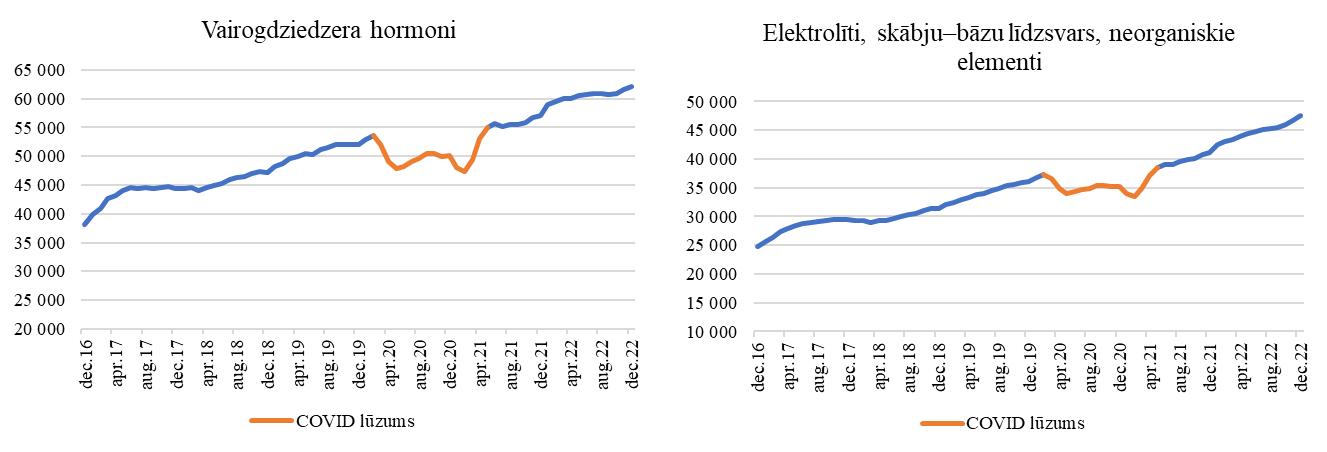 Vairogdziedzera hormoni
65 000
60 000
55 000
50 000
45 000
40 000
35 000
30 000
25 000
20 000
dec.16
apr.17
aug.17
dec.17
apr.18
aug.18
dec.18
apr.19
aug.19
dec.19
apr.20
aug.20
dec.20
apr.21
aug.21
dec.21
apr.22
aug.22
dec.22
COVID lūzums
Elektrolīti, skābju–bāzu līdzsvars, neorganiskie
elementi
50 000
45 000
40 000
35 000
30 000
25 000
20 000
15 000
10 000
dec.16
apr.17
aug.17
dec.17
apr.18
aug.18
dec.18
apr.19
aug.19
dec.19
apr.20
aug.20
dec.20
apr.21
aug.21
dec.21
apr.22
aug.22
dec.22
COVID lūzums